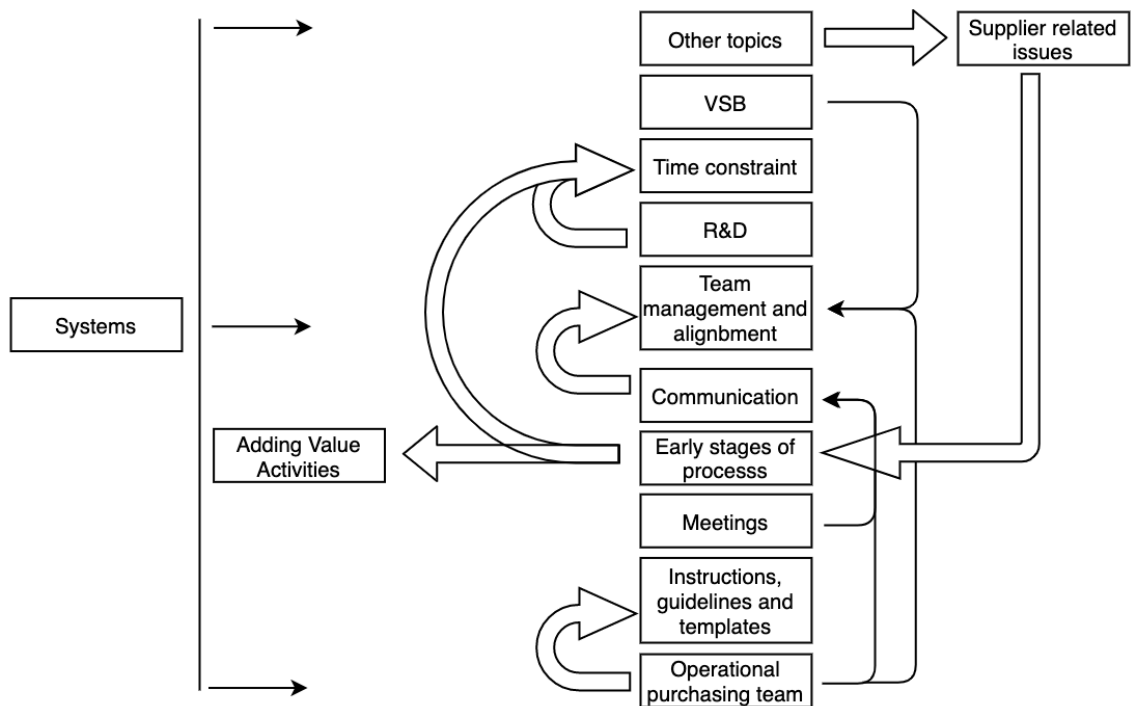 Other topics
Supplier related
issues
VSB
Time constraint
R&D
Team
management and
alignbment
Systems
Communication
Adding Value
Activities
Early stages of
processs
Meetings
Instructions,
guidelines and
templates
Operational
purchasing team